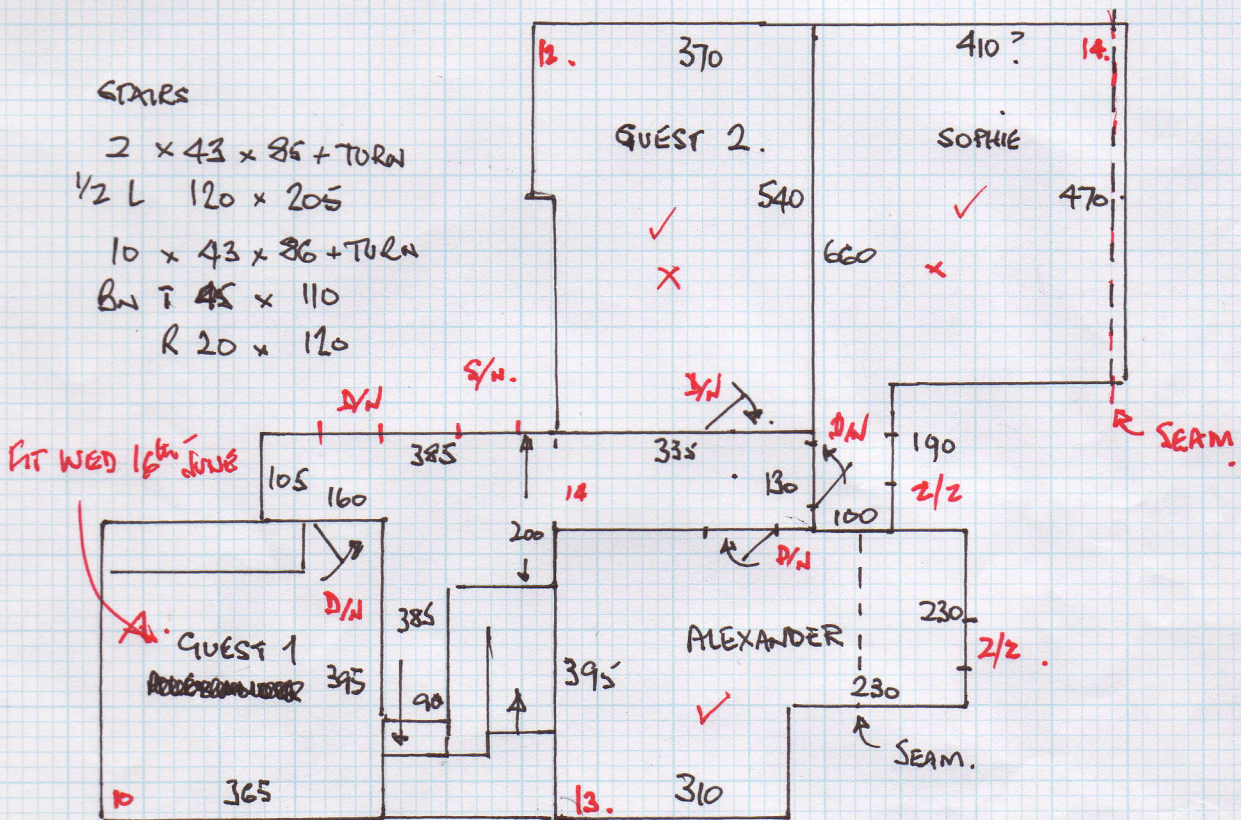 STAIRS
2 x 43 x 85 + TURN
1/2 L 120 x 205
10 x 43 x 86 + TURN
BN T 45 x 110
R 20 x 120
12.
370
410?
14.
GUEST 2.
SOPHIE
540
470
660
D/N
S/N.
D/N
D/N
SEAM.
FIT WED 16th JUNE
385
335
190
105
160
14
130
2/2
100
200
D/N
D/N
GUEST 1
385
ALEXANDER
230
2/2.
395
90
395
230
SEAM.
10
365
13.
310